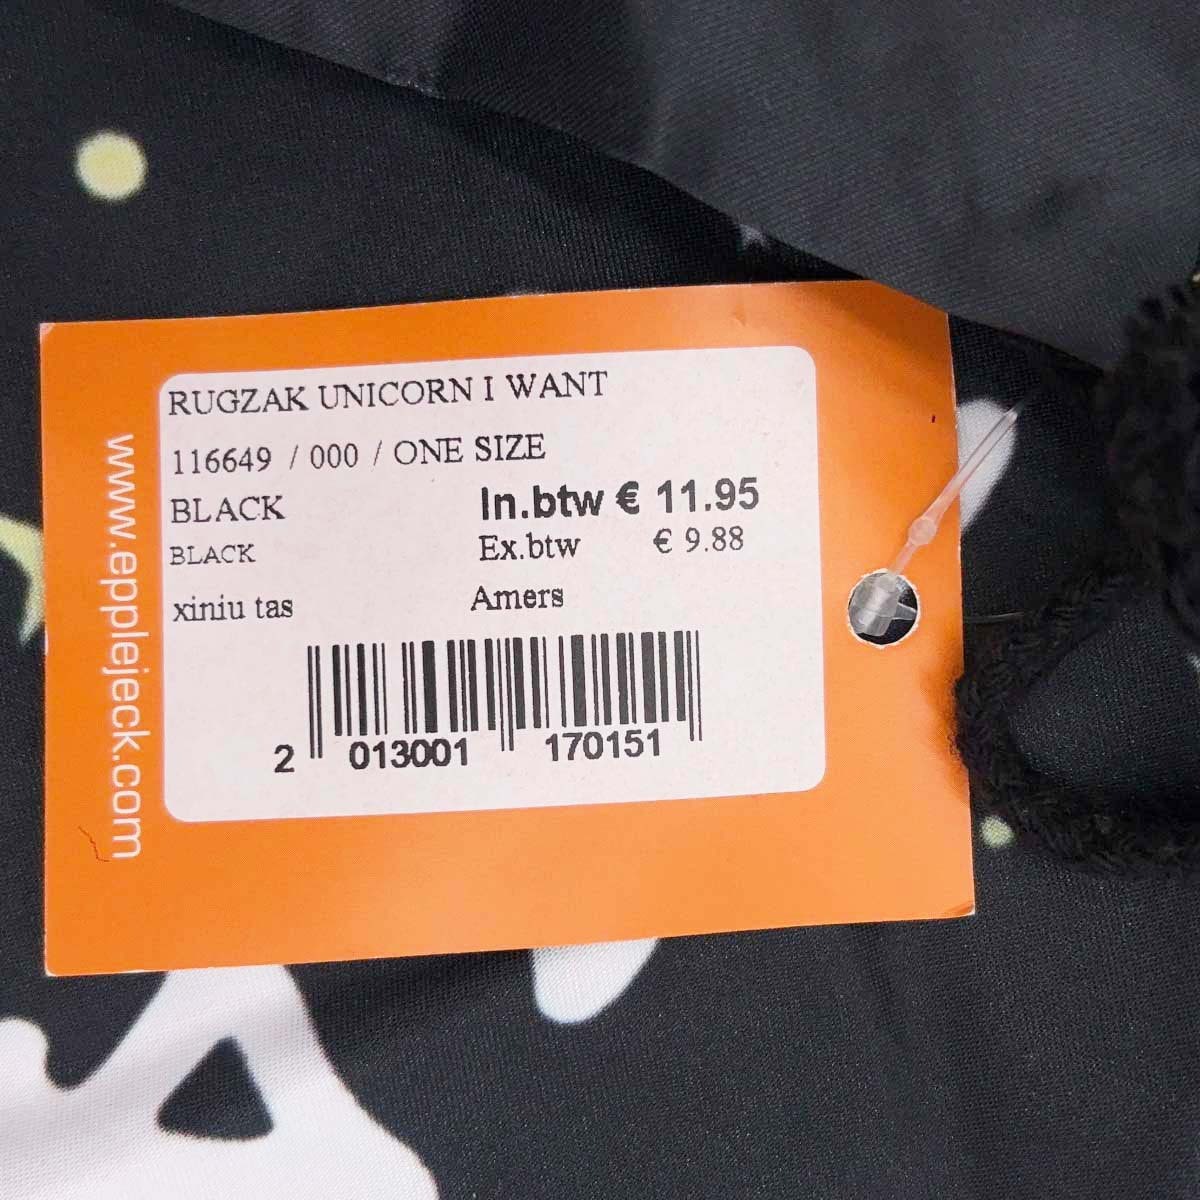 RUGZAK UNICORN I WANT
116649 / 000 / ONE SIZE
BLACK In.btw € 11.95
BLACK Ex.btw € 9.88
xiniu tas Amers
2 013001 170151
www.epplejeck.com